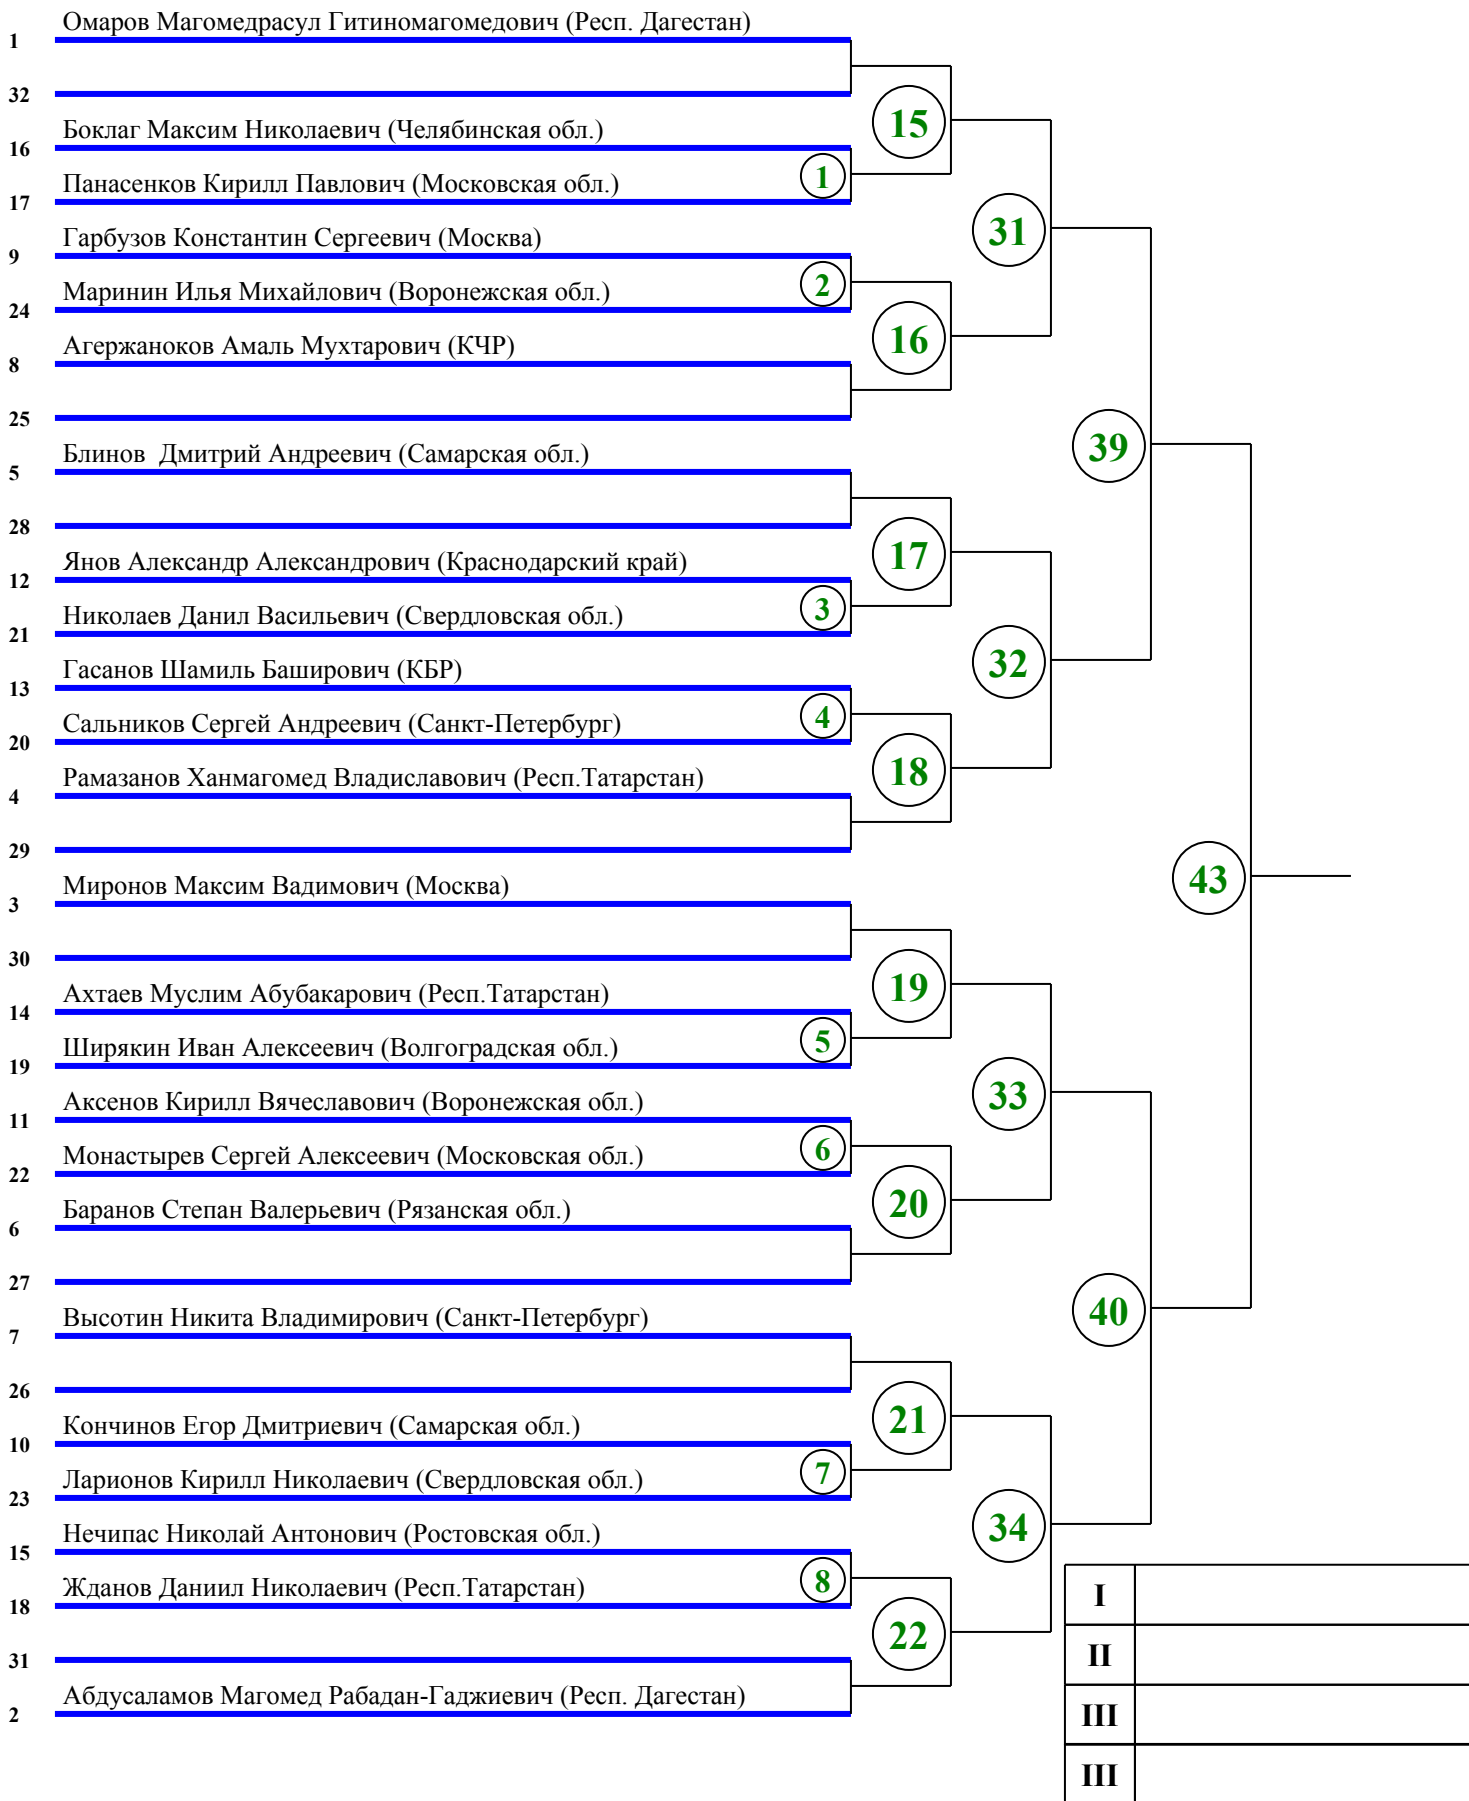 Омаров Магомедрасул Гитиномагомедович (Респ. Дагестан)
1
32
15
Боклаг Максим Николаевич (Челябинская обл.)
16
Панасенков Кирилл Павлович (Московская обл.)
1
17
31
Гарбузов Константин Сергеевич (Москва)
9
Маринин Илья Михайлович (Воронежская обл.)
2
24
16
Агержаноков Амаль Мухтарович (КЧР)
8
25
39
Блинов  Дмитрий Андреевич (Самарская обл.)
5
28
17
Янов Александр Александрович (Краснодарский край)
12
Николаев Данил Васильевич (Свердловская обл.)
3
21
32
Гасанов Шамиль Баширович (КБР)
13
Сальников Сергей Андреевич (Санкт-Петербург)
4
20
18
Рамазанов Ханмагомед Владиславович (Респ.Татарстан)
4
29
43
Миронов Максим Вадимович (Москва)
3
30
19
Ахтаев Муслим Абубакарович (Респ.Татарстан)
14
Ширякин Иван Алексеевич (Волгоградская обл.)
5
19
33
Аксенов Кирилл Вячеславович (Воронежская обл.)
11
Монастырев Сергей Алексеевич (Московская обл.)
6
22
20
Баранов Степан Валерьевич (Рязанская обл.)
6
27
40
Высотин Никита Владимирович (Санкт-Петербург)
7
26
21
Кончинов Егор Дмитриевич (Самарская обл.)
10
Ларионов Кирилл Николаевич (Свердловская обл.)
7
23
34
Нечипас Николай Антонович (Ростовская обл.)
15
Жданов Даниил Николаевич (Респ.Татарстан)
8
18
22
31
Абдусаламов Магомед Рабадан-Гаджиевич (Респ. Дагестан)
2
I
II
III
III